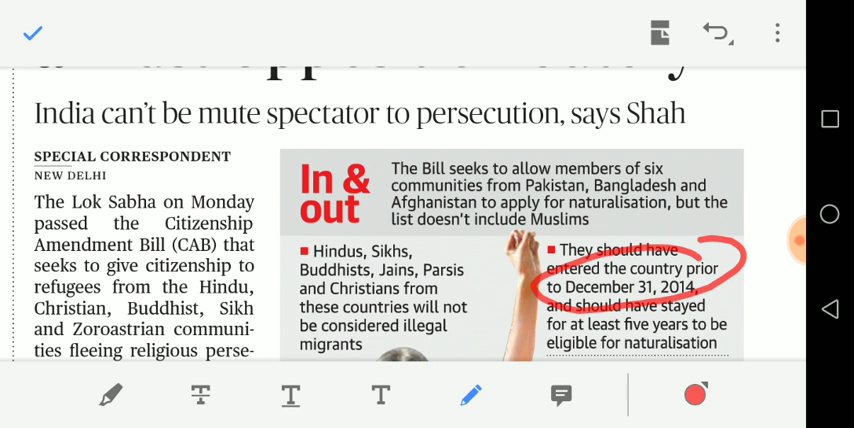 India can't be mute spectator to persecution, says Shah
SPECIAL CORRESPONDENT
NEW DELHI
The Lok Sabha on Monday
passed the Citizenship
Amendment Bill (CAB) that
seeks to give citizenship to
refugees from the Hindu,
Christian, Buddhist, Sikh
and Zoroastrian communi-
ties fleeing religious perse-
In &
out
The Bill seeks to allow members of six
communities from Pakistan, Bangladesh and
Afghanistan to apply for naturalisation, but the
list doesn't include Muslims
Hindus, Sikhs,
Buddhists, Jains, Parsis
and Christians from
these countries will not
be considered illegal
migrants
They should have
entered the country prior
to December 31, 2014,
and should have stayed
for at least five years to be
eligible for naturalisation
T
T
T